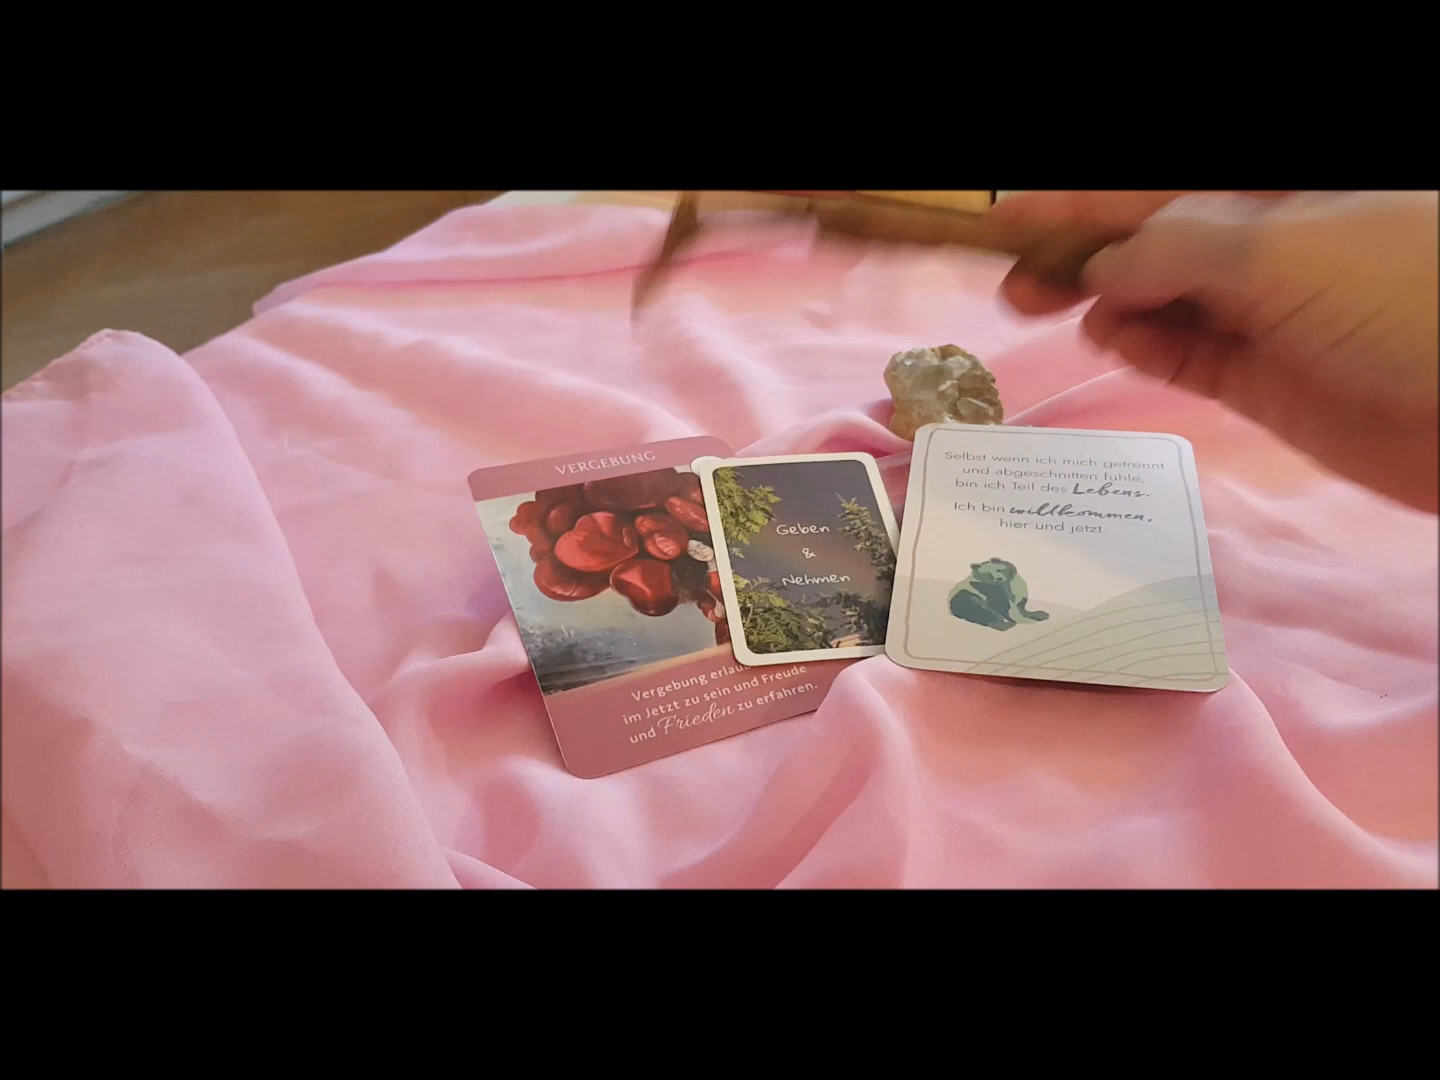 VERGEBUNG
Vergebung erlaubt
im Jetzt zu sein und Freude
und Frieden zu erfahren.
Geben
&
Nehmen
Selbst wenn ich mich getrennt
und abgeschnitten fühle,
bin ich Teil des Lebens.
Ich bin willkommen,
hier und jetzt.